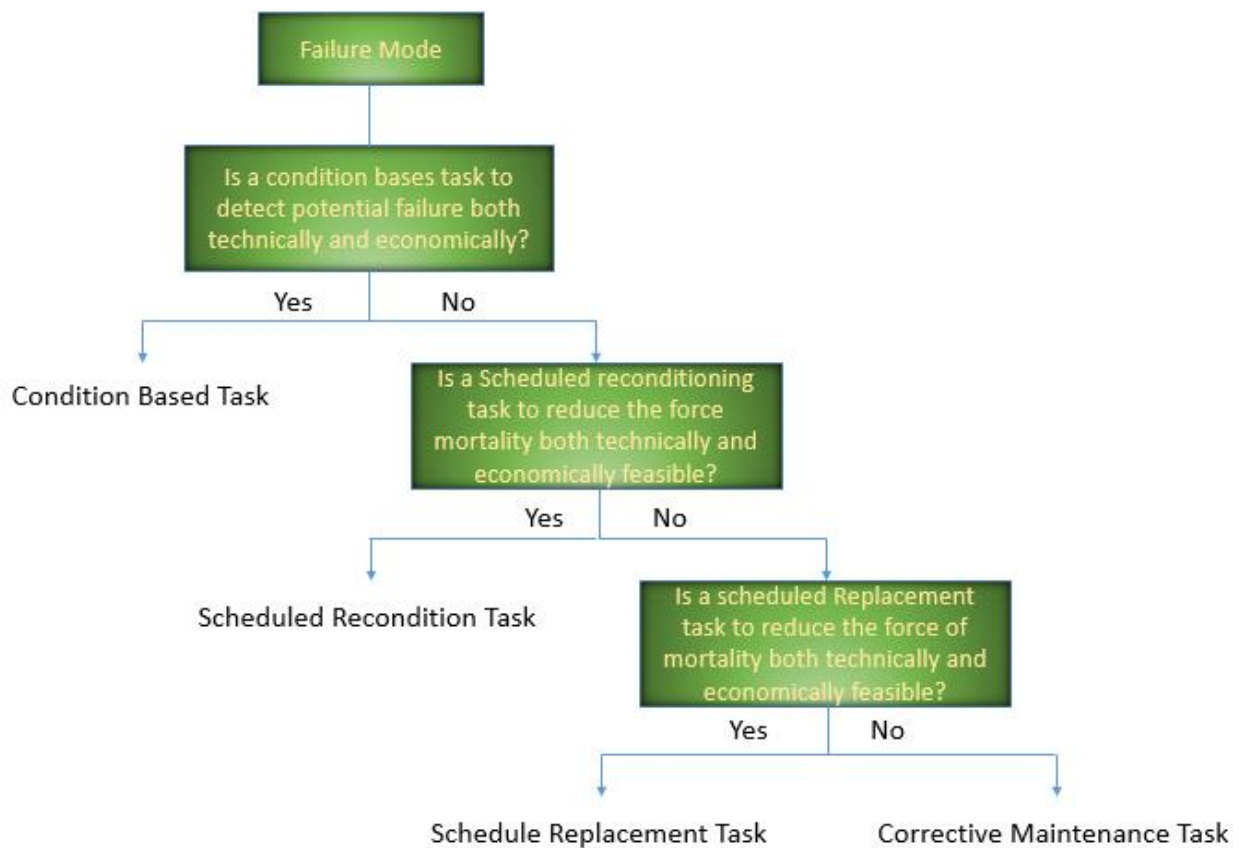 Failure Mode
Is a condition bases task to
detect potential failure both
technically and economically?
Yes
No
Condition Based Task
Is a Scheduled reconditioning
task to reduce the force
mortality both technically and
economically feasible?
Yes
No
Scheduled Recondition Task
Is a scheduled Replacement
task to reduce the force of
mortality both technically and
economically feasible?
Yes
No
Schedule Replacement Task
Corrective Maintenance Task